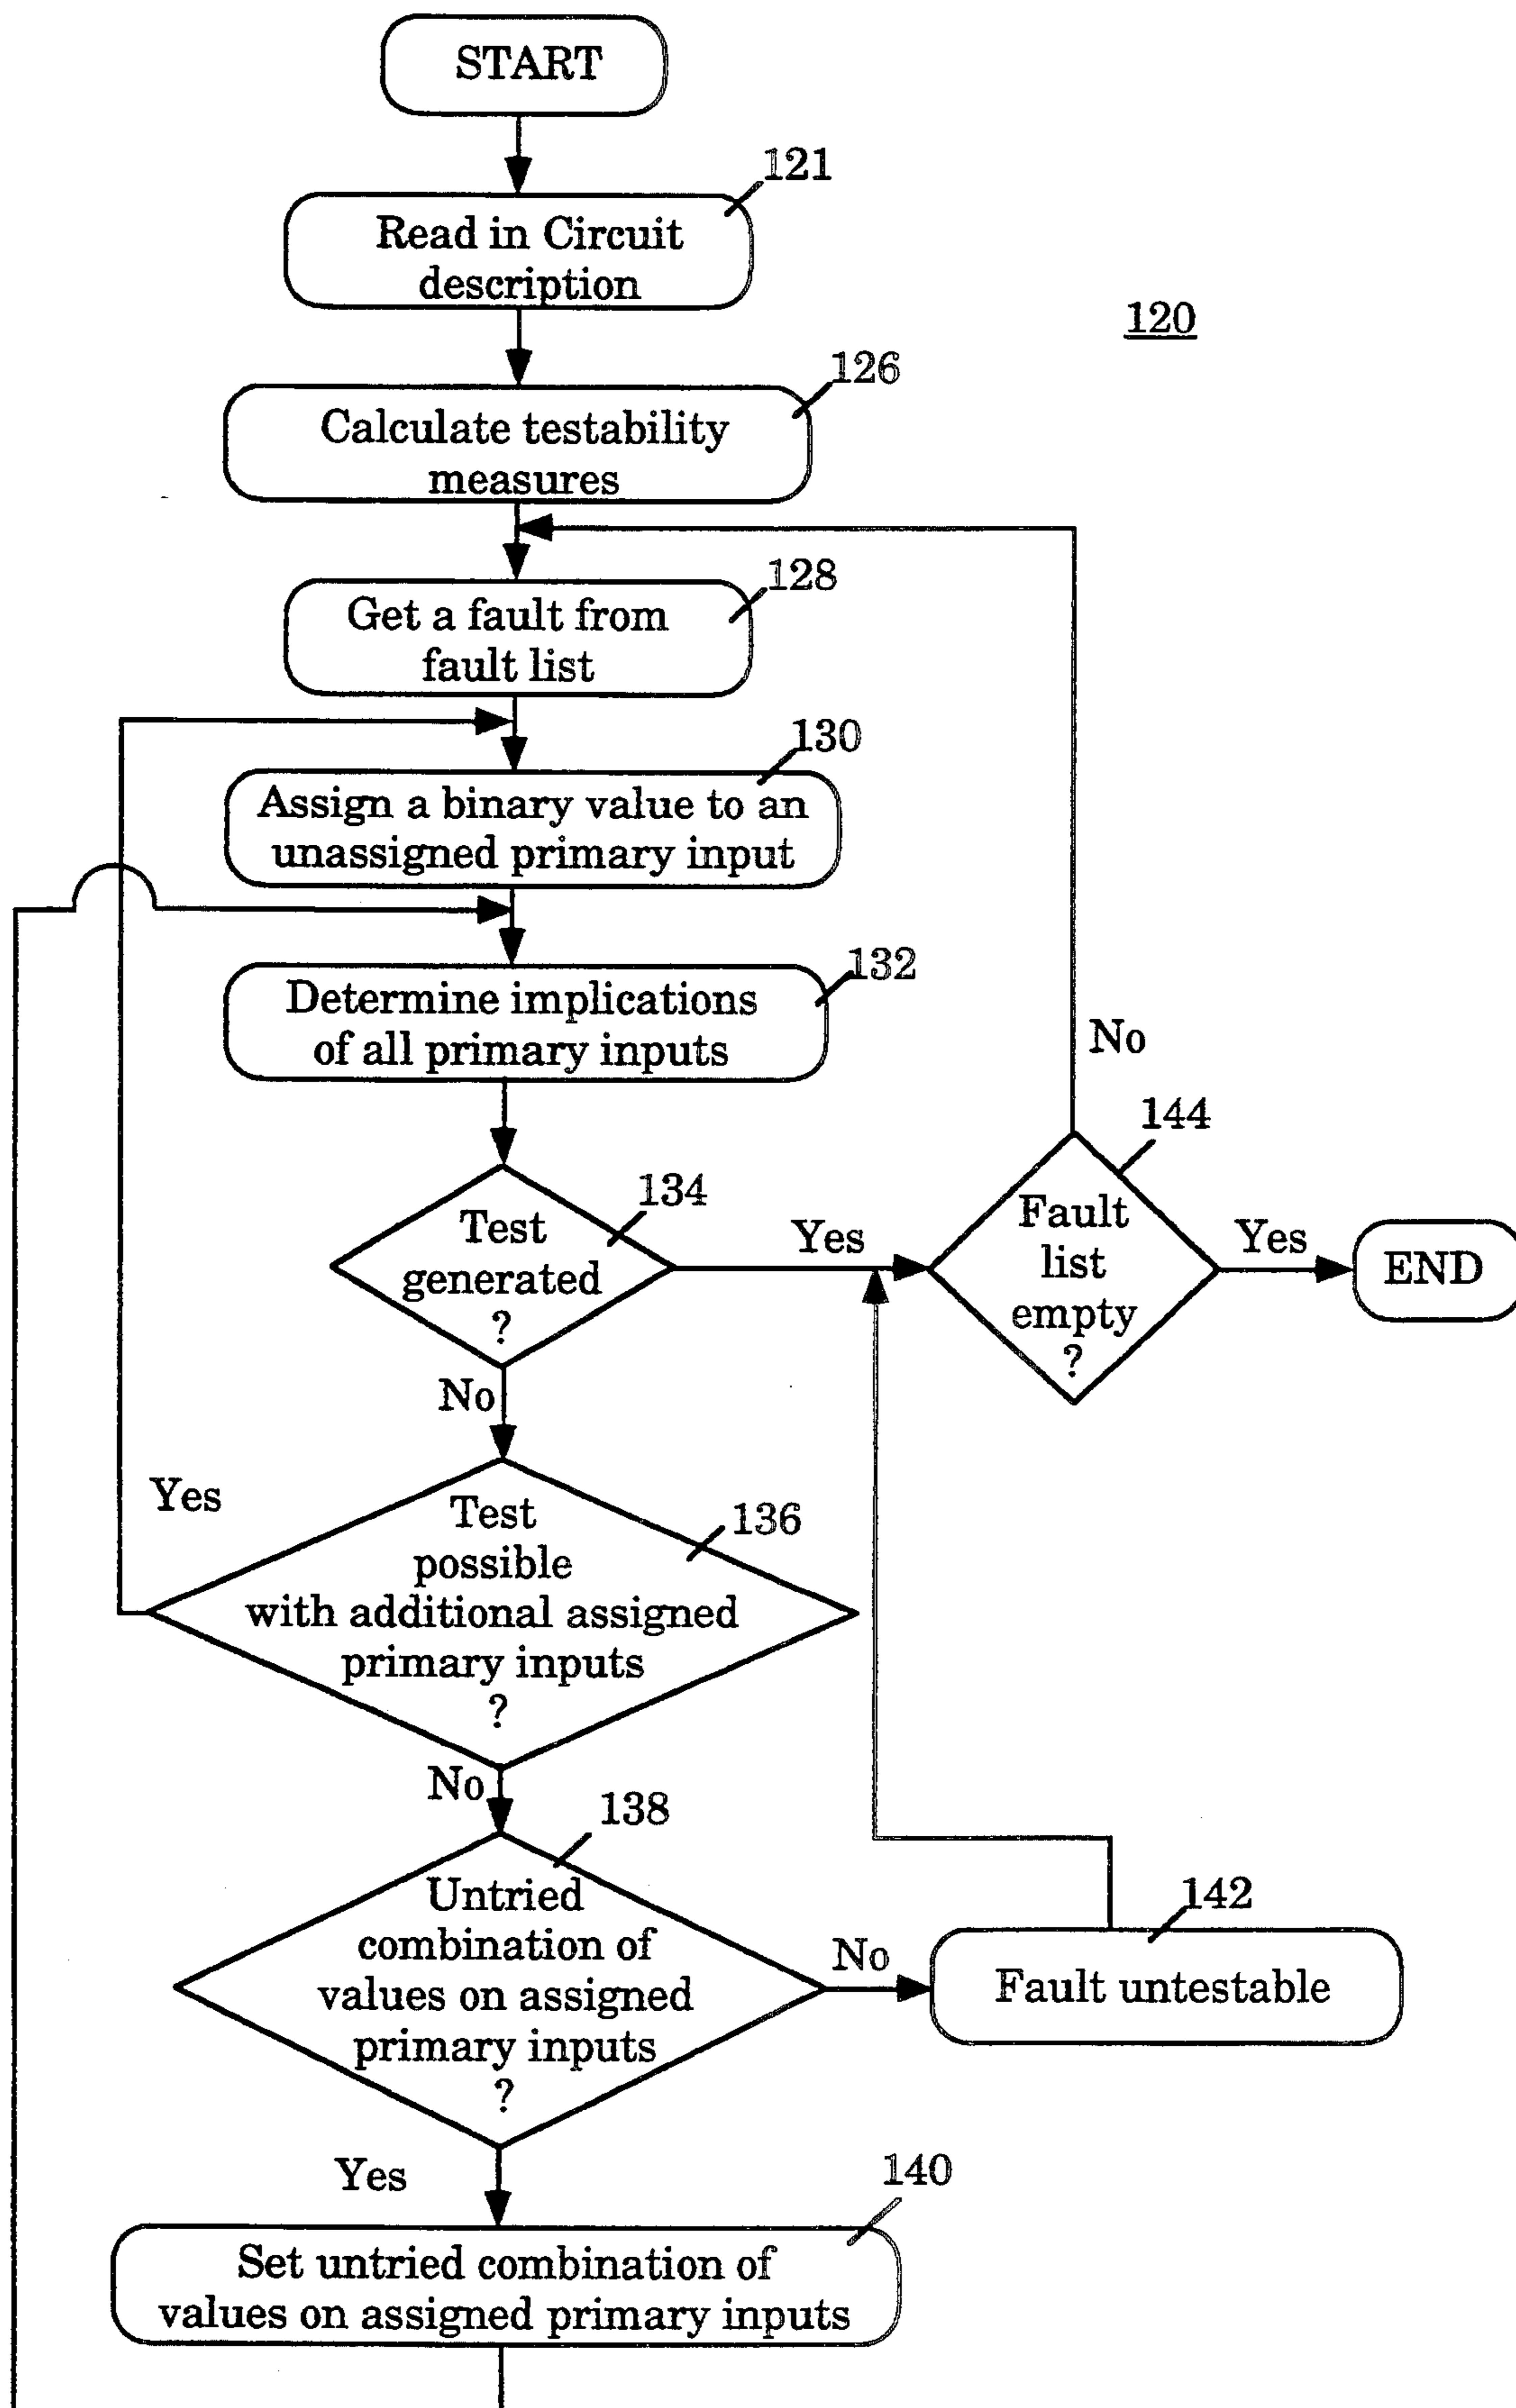 START
121
Read in Circuit
description
120
126
Calculate testability
measures
128
Get a fault from
fault list
130
Assign a binary value to an
unassigned primary input
132
Determine implications
of all primary inputs
No
144
134
Test
generated
?
Yes
Fault
list
empty
?
Yes
END
No
Yes
136
Test
possible
with additional assigned
primary inputs
?
No
138
Untried
combination of
values on assigned
primary inputs
?
No
142
Fault untestable
Yes
140
Set untried combination of
values on assigned primary inputs